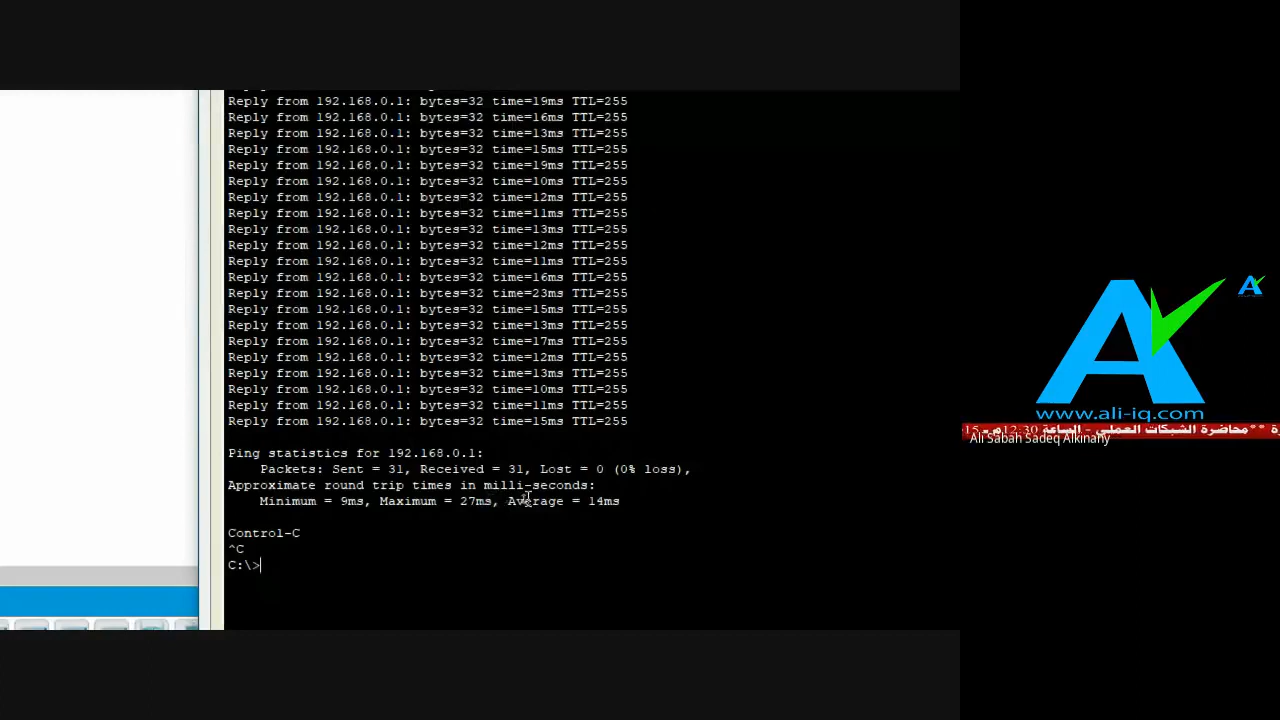 Reply from 192.168.0.1: bytes=32 time=19ms TTL=255
Reply from 192.168.0.1: bytes=32 time=16ms TTL=255
Reply from 192.168.0.1: bytes=32 time=13ms TTL=255
Reply from 192.168.0.1: bytes=32 time=15ms TTL=255
Reply from 192.168.0.1: bytes=32 time=19ms TTL=255
Reply from 192.168.0.1: bytes=32 time=10ms TTL=255
Reply from 192.168.0.1: bytes=32 time=12ms TTL=255
Reply from 192.168.0.1: bytes=32 time=11ms TTL=255
Reply from 192.168.0.1: bytes=32 time=13ms TTL=255
Reply from 192.168.0.1: bytes=32 time=12ms TTL=255
Reply from 192.168.0.1: bytes=32 time=11ms TTL=255
Reply from 192.168.0.1: bytes=32 time=16ms TTL=255
Reply from 192.168.0.1: bytes=32 time=23ms TTL=255
Reply from 192.168.0.1: bytes=32 time=15ms TTL=255
Reply from 192.168.0.1: bytes=32 time=13ms TTL=255
Reply from 192.168.0.1: bytes=32 time=17ms TTL=255
Reply from 192.168.0.1: bytes=32 time=12ms TTL=255
Reply from 192.168.0.1: bytes=32 time=13ms TTL=255
Reply from 192.168.0.1: bytes=32 time=10ms TTL=255
Reply from 192.168.0.1: bytes=32 time=11ms TTL=255
Reply from 192.168.0.1: bytes=32 time=15ms TTL=255
Ping statistics for 192.168.0.1:
Packets: Sent = 31, Received = 31, Lost = 0 (0% loss),
Approximate round trip times in milli-seconds:
Minimum = 9ms, Maximum = 27ms, Average = 14ms
Control-C
^C
C:\>
www.ali-iq.com
**محاضرة الشبكات العملي - الساعة 12:30
Ali Sabah Sadeq Alkinany